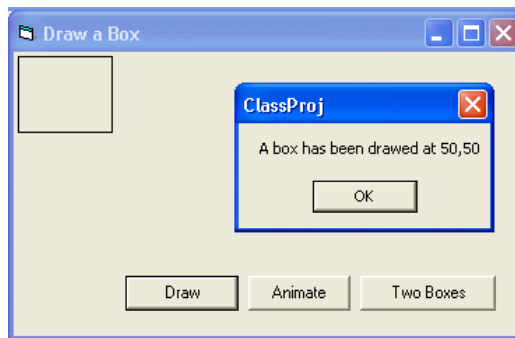 Draw a Box
ClassProj
A box has been drawed at 50,50
OK
Draw Animate Two Boxes